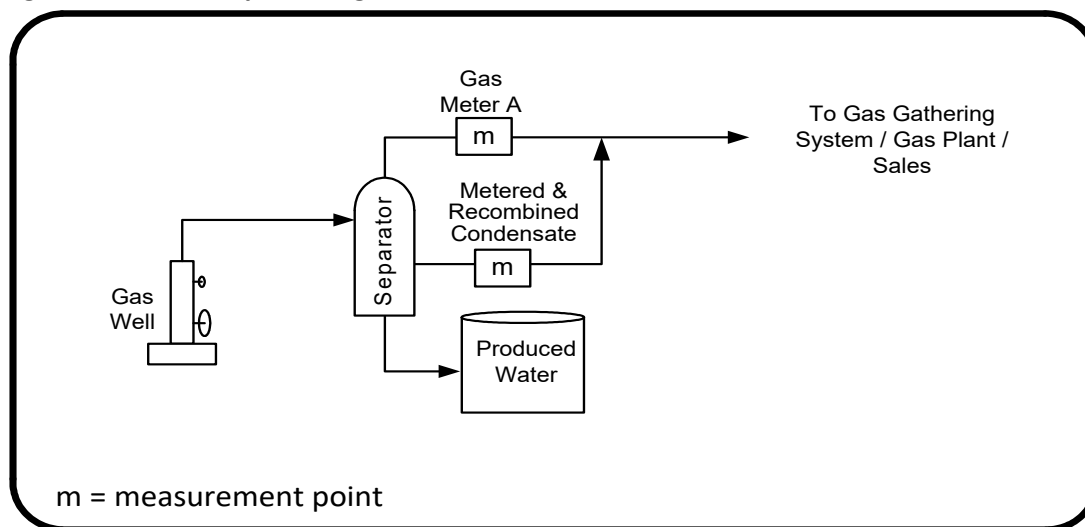 Gas
Meter A
m
To Gas Gathering
System / Gas Plant /
Sales
Metered &
Recombined
Condensate
m
Separator
Gas
Well
Produced
Water
m = measurement point